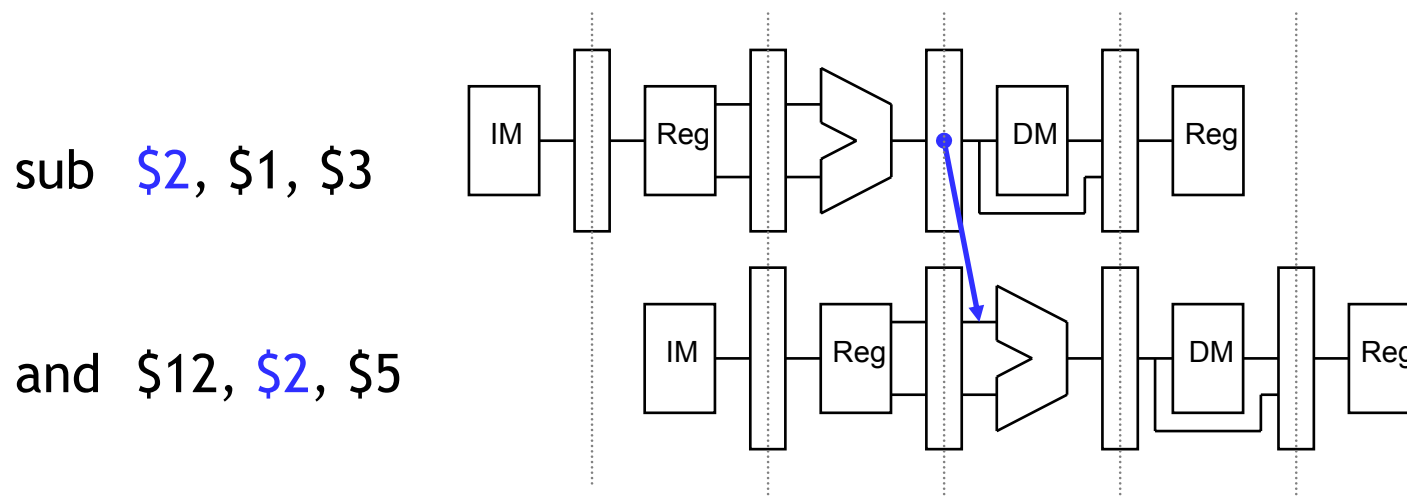 IM Reg DM Reg
sub $2, $1, $3
IM Reg DM Reg
and $12, $2, $5